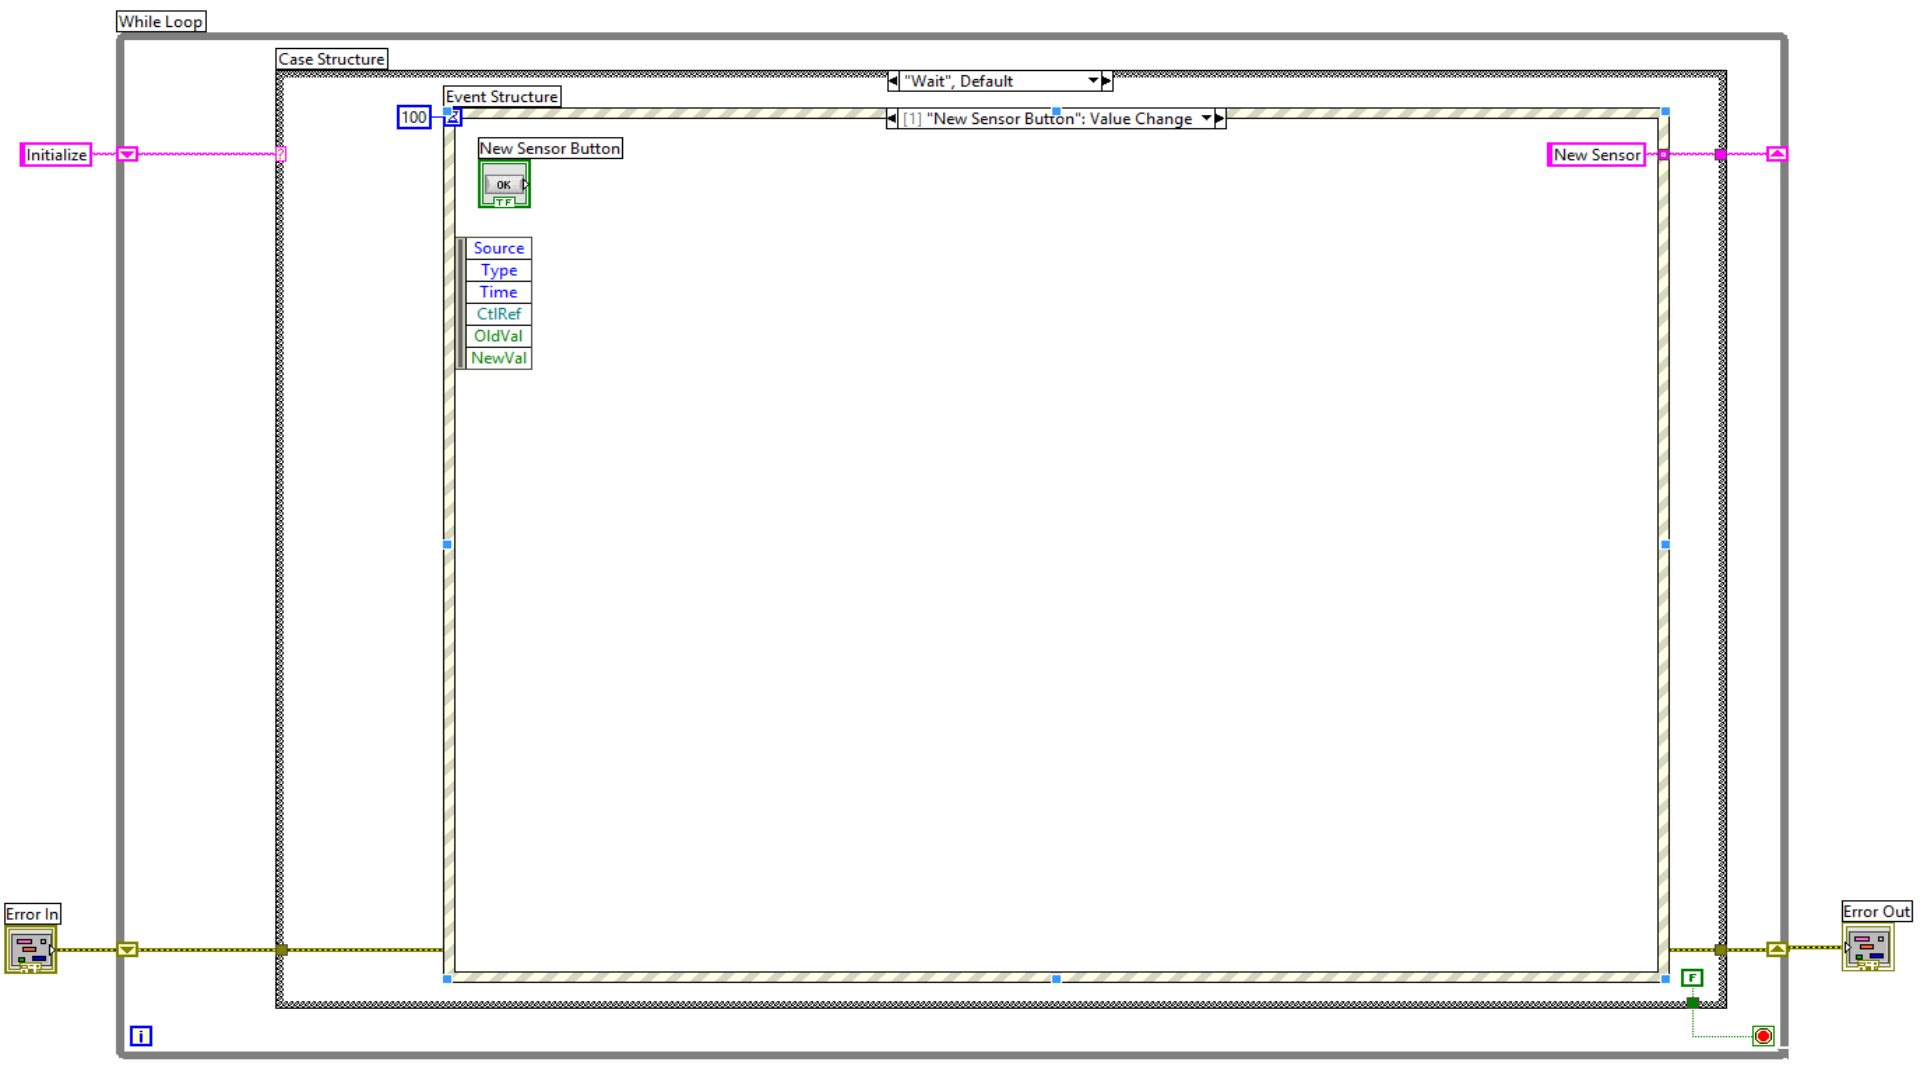 While Loop
Case Structure
"Wait", Default
Event Structure
100
[1] "New Sensor Button": Value Change
New Sensor Button
Initialize
?
New Sensor
OK
TF
Source
Type
Time
CtlRef
OldVal
NewVal
Error In
Error Out
F
i